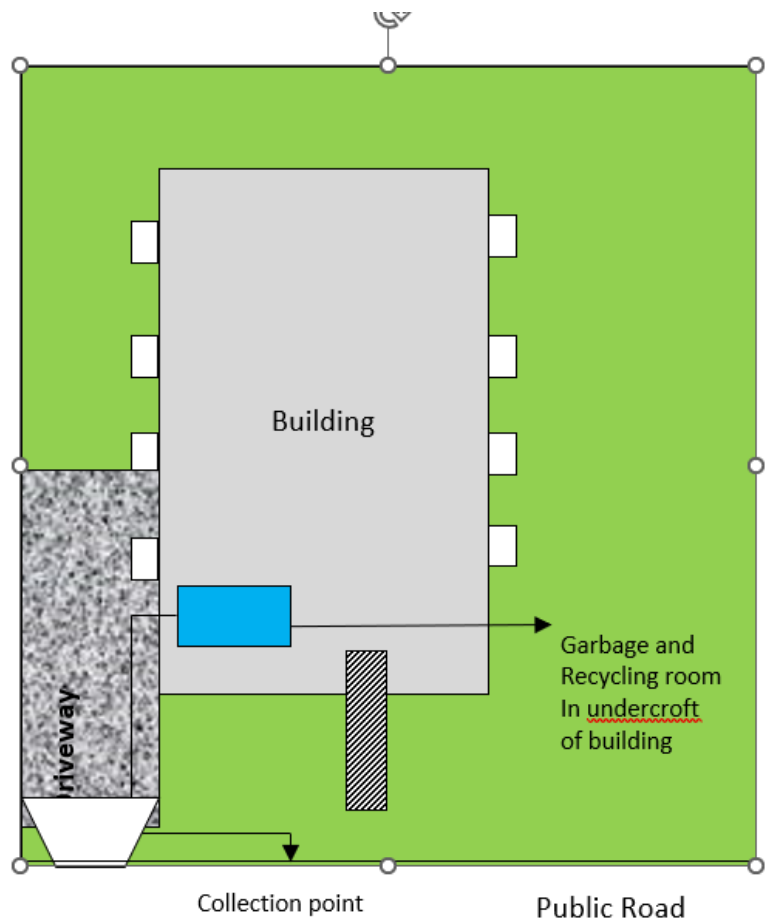 Building
Garbage and
Recycling room
In undercroft
of building
riveway
Collection point
Public Road